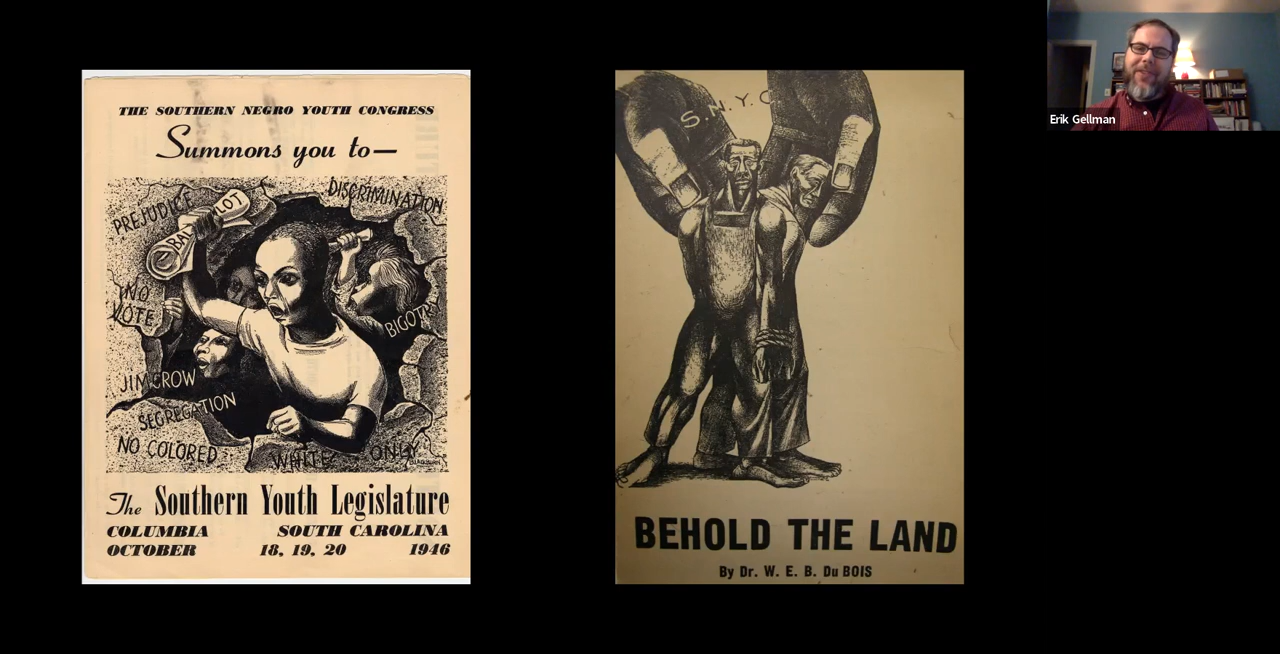 THE SOUTHERN NEGRO YOUTH CONGRESS
Summons you to—
PREJUDICE
DISCRIMINATION
BALLOT
NO
VOTE
BIGOTRY
JIM CROW
SEGREGATION
NO COLORED
WHITE ONLY
The Southern Youth Legislature
COLUMBIA SOUTH CAROLINA
OCTOBER 18, 19, 20 1946
S.N.Y.C
BEHOLD THE LAND
By Dr. W. E. B. Du BOIS
Erik Gellman